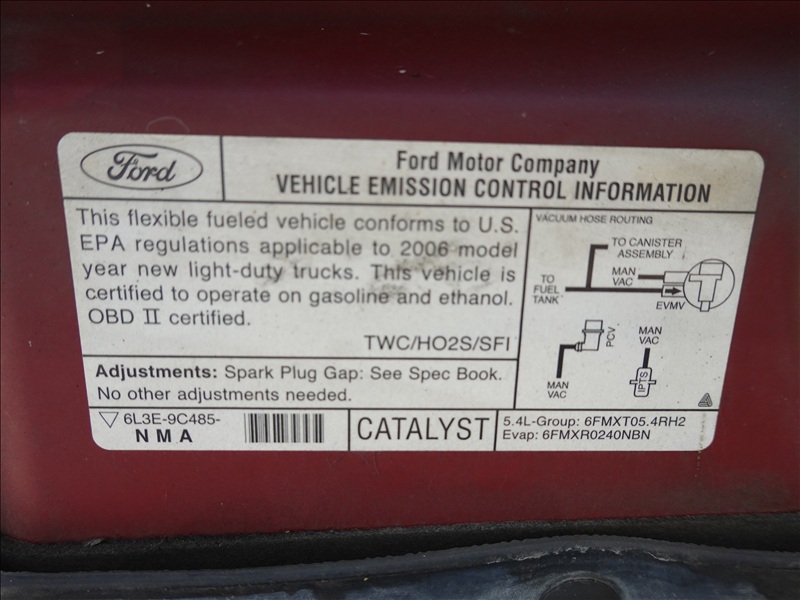 Ford
Ford Motor Company
VEHICLE EMISSION CONTROL INFORMATION
This flexible fueled vehicle conforms to U.S.
EPA regulations applicable to 2006 model
year new light-duty trucks. This vehicle is
certified to operate on gasoline and ethanol.
OBD II certified.
TWC/HO2S/SFI
Adjustments: Spark Plug Gap: See Spec Book.
No other adjustments needed.
6L3E-9C485-
NMA
CATALYST
VACUUM HOSE ROUTING
TO CANISTER
ASSEMBLY
TO
FUEL
TANK
MAN
VAC
EVMV
PCV
MAN
VAC
MAN
VAC
IPTS
5.4L-Group: 6FMXT05.4RH2
Evap: 6FMXR0240NBN